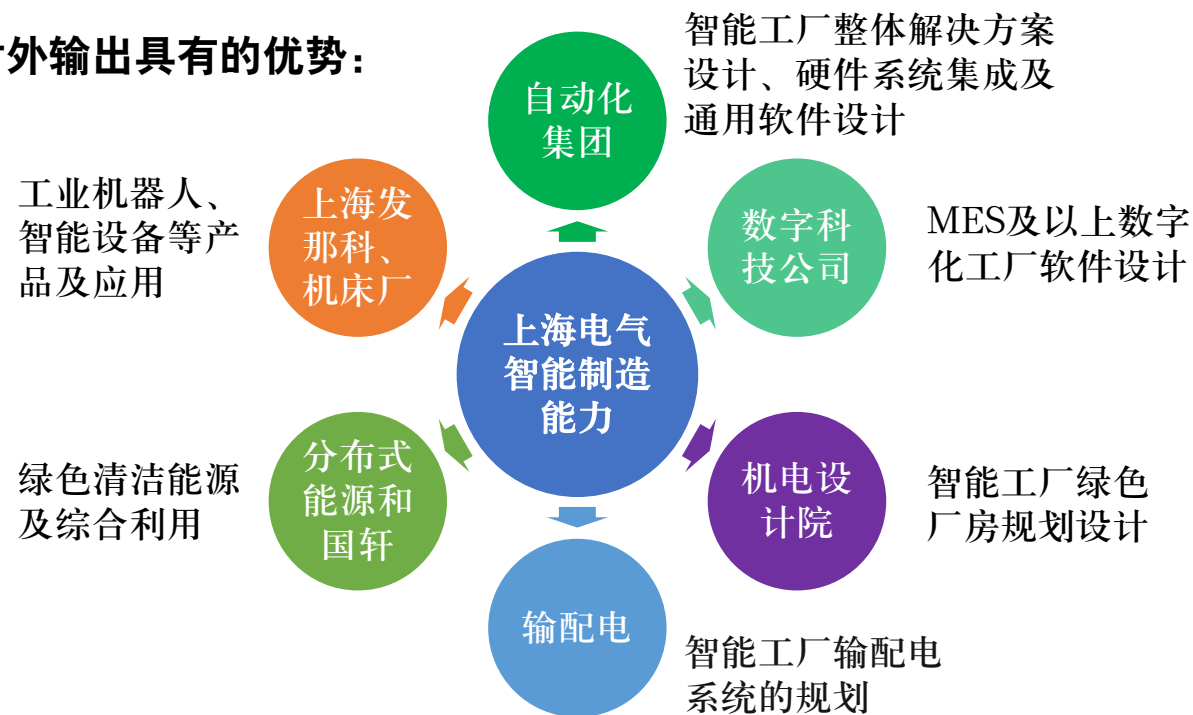 外输出具有的优势：
自动化
集团
智能工厂整体解决方案
设计、硬件系统集成及
通用软件设计
工业机器人、
智能设备等产
品及应用
上海发
那科、
机床厂
数字科
技公司
MES及以上数字
化工厂软件设计
上海电气
智能制造
能力
绿色清洁能源
及综合利用
分布式
能源和
国轩
机电设
计院
智能工厂绿色
厂房规划设计
输配电
智能工厂输配电
系统的规划